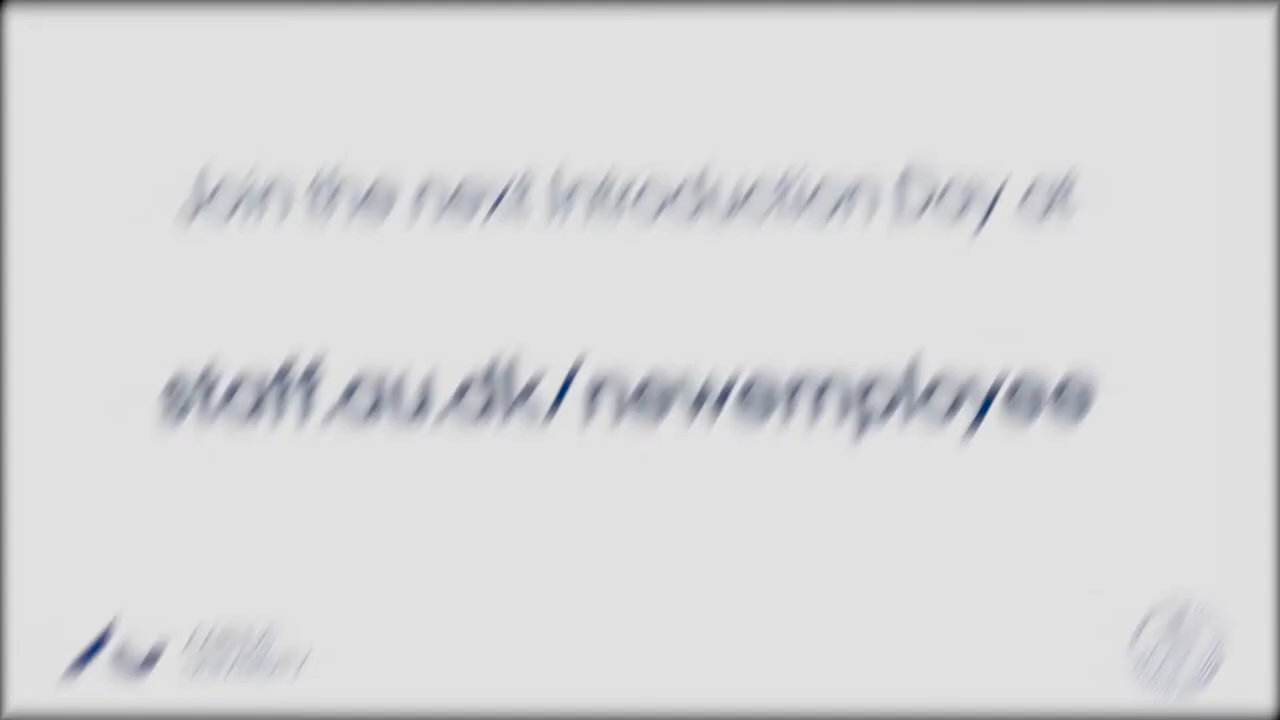 Join the next Introduction Day at
staff.au.dk/newemployee